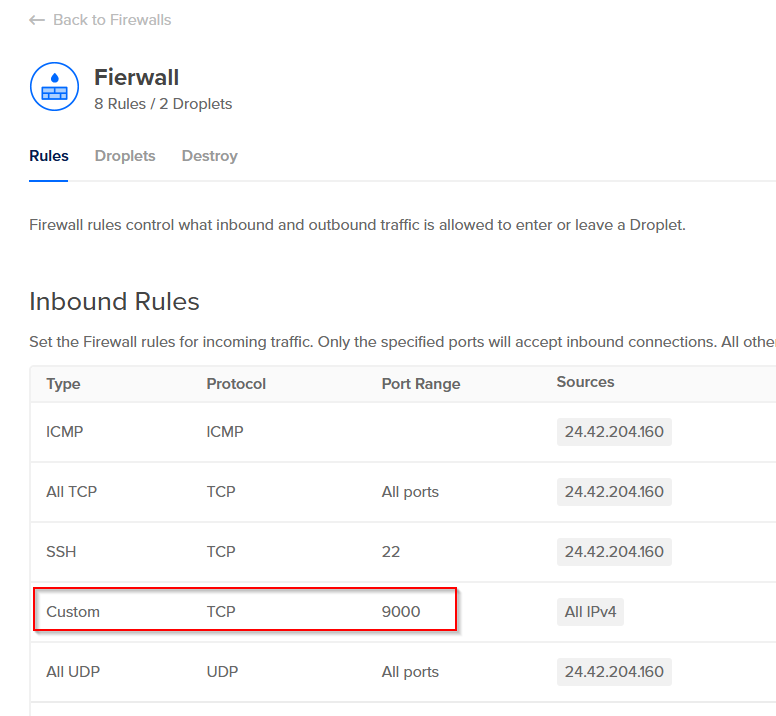 ← Back to Firewalls
Fierwall
8 Rules / 2 Droplets
Rules Droplets Destroy
Firewall rules control what inbound and outbound traffic is allowed to enter or leave a Droplet.
Inbound Rules
Set the Firewall rules for incoming traffic. Only the specified ports will accept inbound connections. All othe
Type Protocol Port Range Sources
ICMP ICMP 24.42.204.160
All TCP TCP All ports 24.42.204.160
SSH TCP 22 24.42.204.160
Custom TCP 9000 All IPv4
All UDP UDP All ports 24.42.204.160